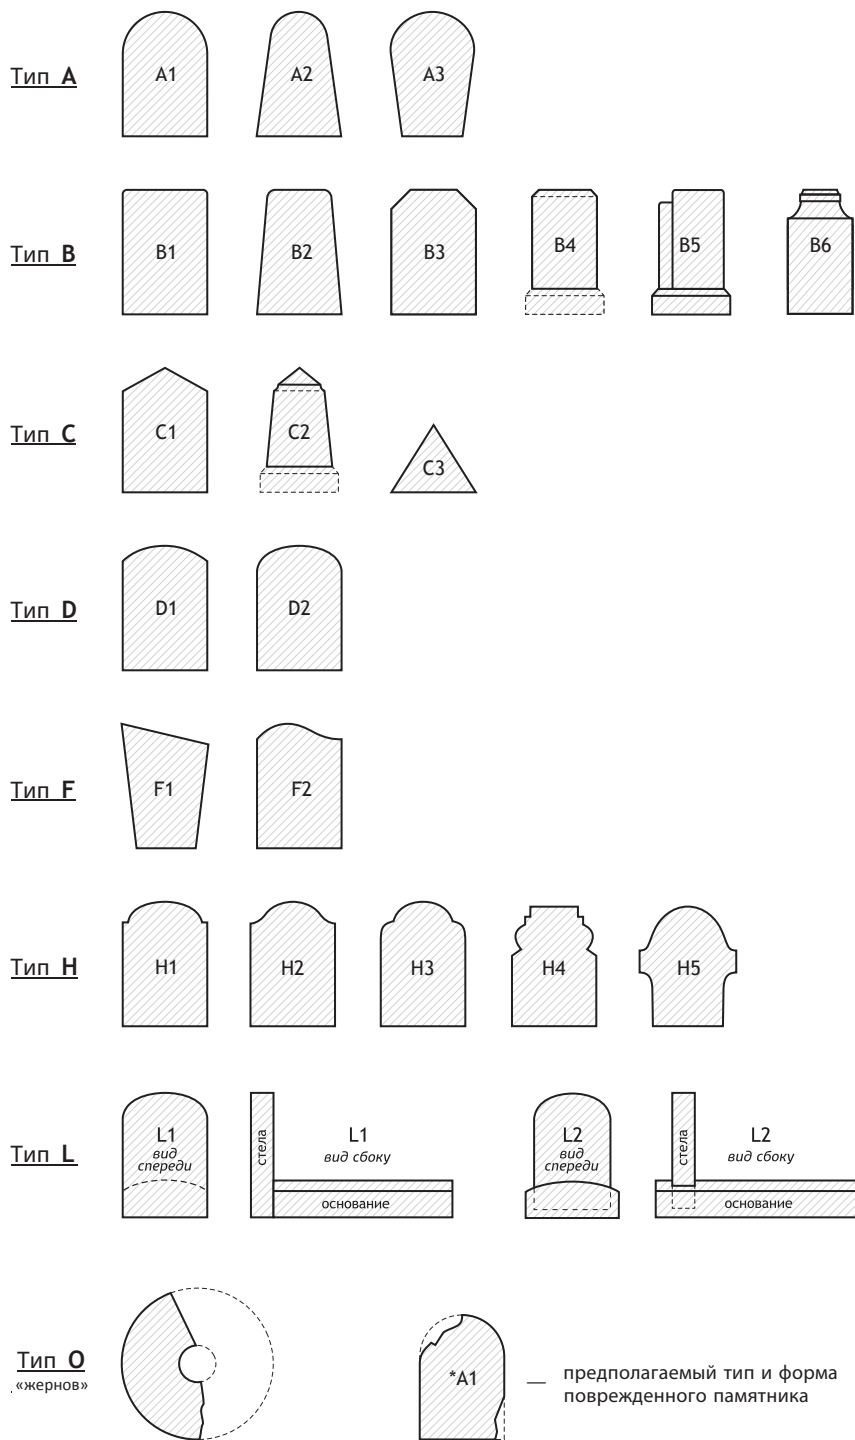 Тип A
A1
A2
A3
Тип B
B1
B2
B3
B4
B5
B6
Тип C
C1
C2
C3
Тип D
D1
D2
Тип F
F1
F2
Тип H
H1
H2
H3
H4
H5
Тип L
L1
вид
спереди
стела
L1
вид сбоку
основание
L2
вид
спереди
стела
L2
вид сбоку
основание
Тип O
«жернов»
*A1
— предполагаемый тип и форма
поврежденного памятника